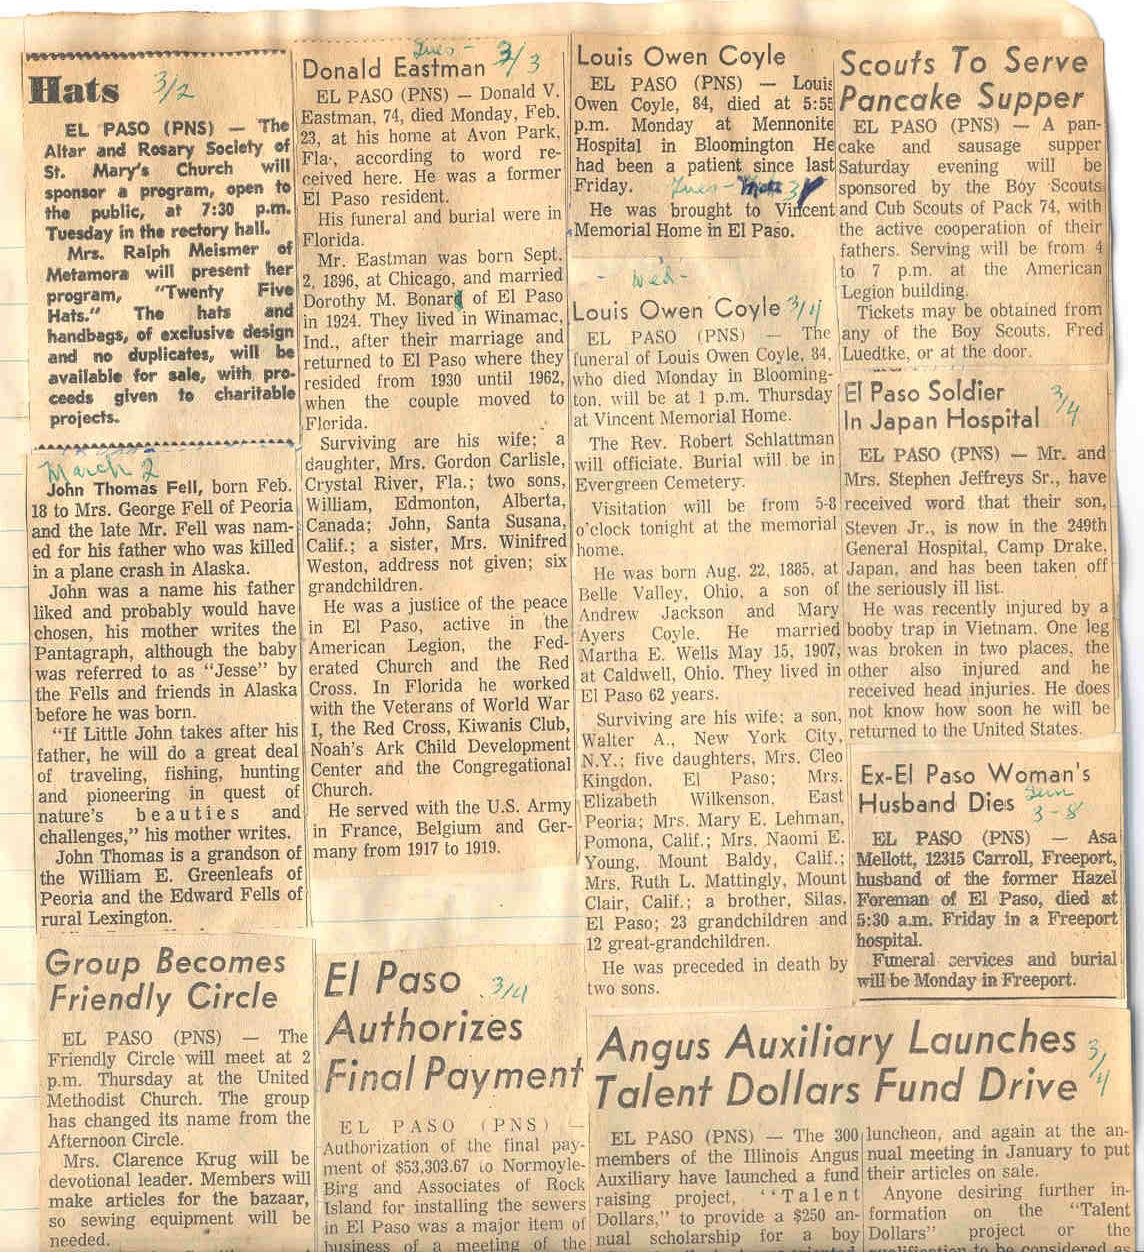 Hats 3/2
EL PASO (PNS) — The
Altar and Rosary Society of
St. Mary's Church will
sponsor a program, open to
the public, at 7:30 p.m.
Tuesday in the rectory hall.
Mrs. Ralph Meismer of
Metamora will present her
program, "Twenty Five
Hats." The hats and
handbags, of exclusive design
and no duplicates, will be
available for sale, with pro-
ceeds given to charitable
projects.
March 2
John Thomas Fell, born Feb.
18 to Mrs. George Fell of Peoria
and the late Mr. Fell was nam-
ed for his father who was killed
in a plane crash in Alaska.
John was a name his father
liked and probably would have
chosen, his mother writes the
Pantagraph, although the baby
was referred to as "Jesse" by
the Fells and friends in Alaska
before he was born.
"If Little John takes after his
father, he will do a great deal
of traveling, fishing, hunting
and pioneering in quest of
nature's beauties and
challenges," his mother writes.
John Thomas is a grandson of
the William E. Greenleafs of
Peoria and the Edward Fells of
rural Lexington.
Group Becomes
Friendly Circle
EL PASO (PNS) — The
Friendly Circle will meet at 2
p.m. Thursday at the United
Methodist Church. The group
has changed its name from the
Afternoon Circle.
Mrs. Clarence Krug will be
devotional leader. Members will
make articles for the bazaar,
so sewing equipment will be
needed.
Tues- 3/3
Donald Eastman
EL PASO (PNS) — Donald V.
Eastman, 74, died Monday, Feb.
23, at his home at Avon Park,
Fla., according to word re-
ceived here. He was a former
El Paso resident.
His funeral and burial were in
Florida.
Mr. Eastman was born Sept.
2, 1896, at Chicago, and married
Dorothy M. Bonard of El Paso
in 1924. They lived in Winamac,
Ind., after their marriage and
returned to El Paso where they
resided from 1930 until 1962,
when the couple moved to
Florida.
Surviving are his wife; a
daughter, Mrs. Gordon Carlisle,
Crystal River, Fla.; two sons,
William, Edmonton, Alberta,
Canada; John, Santa Susana,
Calif.; a sister, Mrs. Winifred
Weston, address not given; six
grandchildren.
He was a justice of the peace
in El Paso, active in the
American Legion, the Fed-
erated Church and the Red
Cross. In Florida he worked
with the Veterans of World War
I, the Red Cross, Kiwanis Club,
Noah's Ark Child Development
Center and the Congregational
Church.
He served with the U.S. Army
in France, Belgium and Ger-
many from 1917 to 1919.
El Paso 3/4
Authorizes
Final Payment
EL PASO (PNS) —
Authorization of the final pay-
ment of $53,303.67 to Normoyle-
Birg and Associates of Rock
Island for installing the sewers
in El Paso was a major item of
business of a meeting of the
Louis Owen Coyle
EL PASO (PNS) — Louis
Owen Coyle, 84, died at 5:55
p.m. Monday at Mennonite
Hospital in Bloomington He
had been a patient since last
Friday. Tues-
He was brought to Vincent
Memorial Home in El Paso.
- Wed-
Louis Owen Coyle 3/4
EL PASO (PNS) — The
funeral of Louis Owen Coyle, 84,
who died Monday in Blooming-
ton, will be at 1 p.m. Thursday
at Vincent Memorial Home.
The Rev. Robert Schlattman
will officiate. Burial will be in
Evergreen Cemetery.
Visitation will be from 5-8
o'clock tonight at the memorial
home.
He was born Aug. 22, 1885, at
Belle Valley, Ohio, a son of
Andrew Jackson and Mary
Ayers Coyle. He married
Martha E. Wells May 15, 1907,
at Caldwell, Ohio. They lived in
El Paso 62 years.
Surviving are his wife; a son,
Walter A., New York City,
N.Y.; five daughters, Mrs. Cleo
Kingdon, El Paso; Mrs.
Elizabeth Wilkenson, East
Peoria; Mrs. Mary E. Lehman,
Pomona, Calif.; Mrs. Naomi E.
Young, Mount Baldy, Calif.;
Mrs. Ruth L. Mattingly, Mount
Clair, Calif.; a brother, Silas,
El Paso; 23 grandchildren and
12 great-grandchildren.
He was preceded in death by
two sons.
Scouts To Serve
Pancake Supper
EL PASO (PNS) — A pan-
cake and sausage supper
Saturday evening will be
sponsored by the Boy Scouts
and Cub Scouts of Pack 74, with
the active cooperation of their
fathers. Serving will be from 4
to 7 p.m. at the American
Legion building.
Tickets may be obtained from
any of the Boy Scouts. Fred
Luedtke, or at the door.
El Paso Soldier 3/4
In Japan Hospital
EL PASO (PNS) — Mr. and
Mrs. Stephen Jeffreys Sr., have
received word that their son,
Steven Jr., is now in the 249th
General Hospital, Camp Drake,
Japan, and has been taken off
the seriously ill list.
He was recently injured by a
booby trap in Vietnam. One leg
was broken in two places, the
other also injured and he
received head injuries. He does
not know how soon he will be
returned to the United States.
Ex-El Paso Woman's
Husband Dies Sun 3-8
EL PASO (PNS) — Asa
Mellott, 12315 Carroll, Freeport,
husband of the former Hazel
Foreman of El Paso, died at
5:30 a.m. Friday in a Freeport
hospital.
Funeral services and burial
will be Monday in Freeport.
Angus Auxiliary Launches 3/4
Talent Dollars Fund Drive
EL PASO (PNS) — The 300
members of the Illinois Angus
Auxiliary have launched a fund
raising project, "Talent
Dollars," to provide a $250 an-
nual scholarship for a boy
luncheon, and again at the an-
nual meeting in January to put
their articles on sale.
Anyone desiring further in-
formation on the "Talent
Dollars" project or the